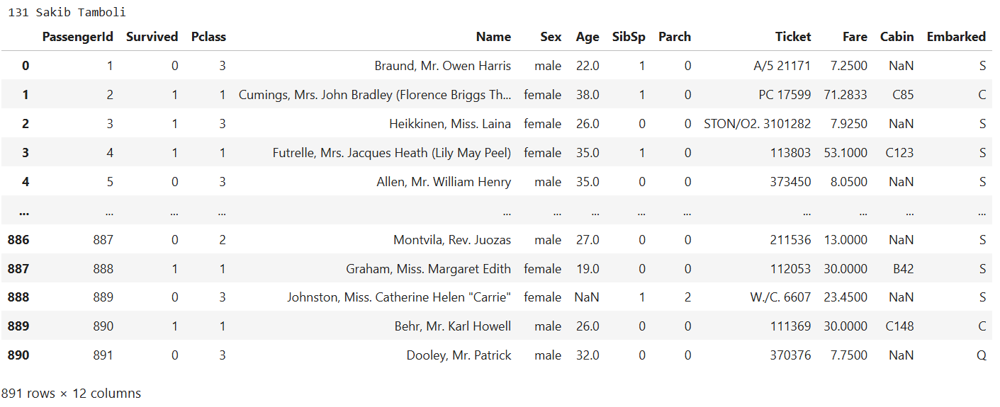 131 Sakib Tamboli
PassengerId Survived Pclass Name Sex Age SibSp Parch Ticket Fare Cabin Embarked
0 1 0 3 Braund, Mr. Owen Harris male 22.0 1 0 A/5 21171 7.2500 NaN S
1 2 1 1 Cumings, Mrs. John Bradley (Florence Briggs Th... female 38.0 1 0 PC 17599 71.2833 C85 C
2 3 1 3 Heikkinen, Miss. Laina female 26.0 0 0 STON/O2. 3101282 7.9250 NaN S
3 4 1 1 Futrelle, Mrs. Jacques Heath (Lily May Peel) female 35.0 1 0 113803 53.1000 C123 S
4 5 0 3 Allen, Mr. William Henry male 35.0 0 0 373450 8.0500 NaN S
... ... ... ... ... ... ... ... ... ... ... ... ...
886 887 0 2 Montvila, Rev. Juozas male 27.0 0 0 211536 13.0000 NaN S
887 888 1 1 Graham, Miss. Margaret Edith female 19.0 0 0 112053 30.0000 B42 S
888 889 0 3 Johnston, Miss. Catherine Helen "Carrie" female NaN 1 2 W./C. 6607 23.4500 NaN S
889 890 1 1 Behr, Mr. Karl Howell male 26.0 0 0 111369 30.0000 C148 C
890 891 0 3 Dooley, Mr. Patrick male 32.0 0 0 370376 7.7500 NaN Q
891 rows × 12 columns